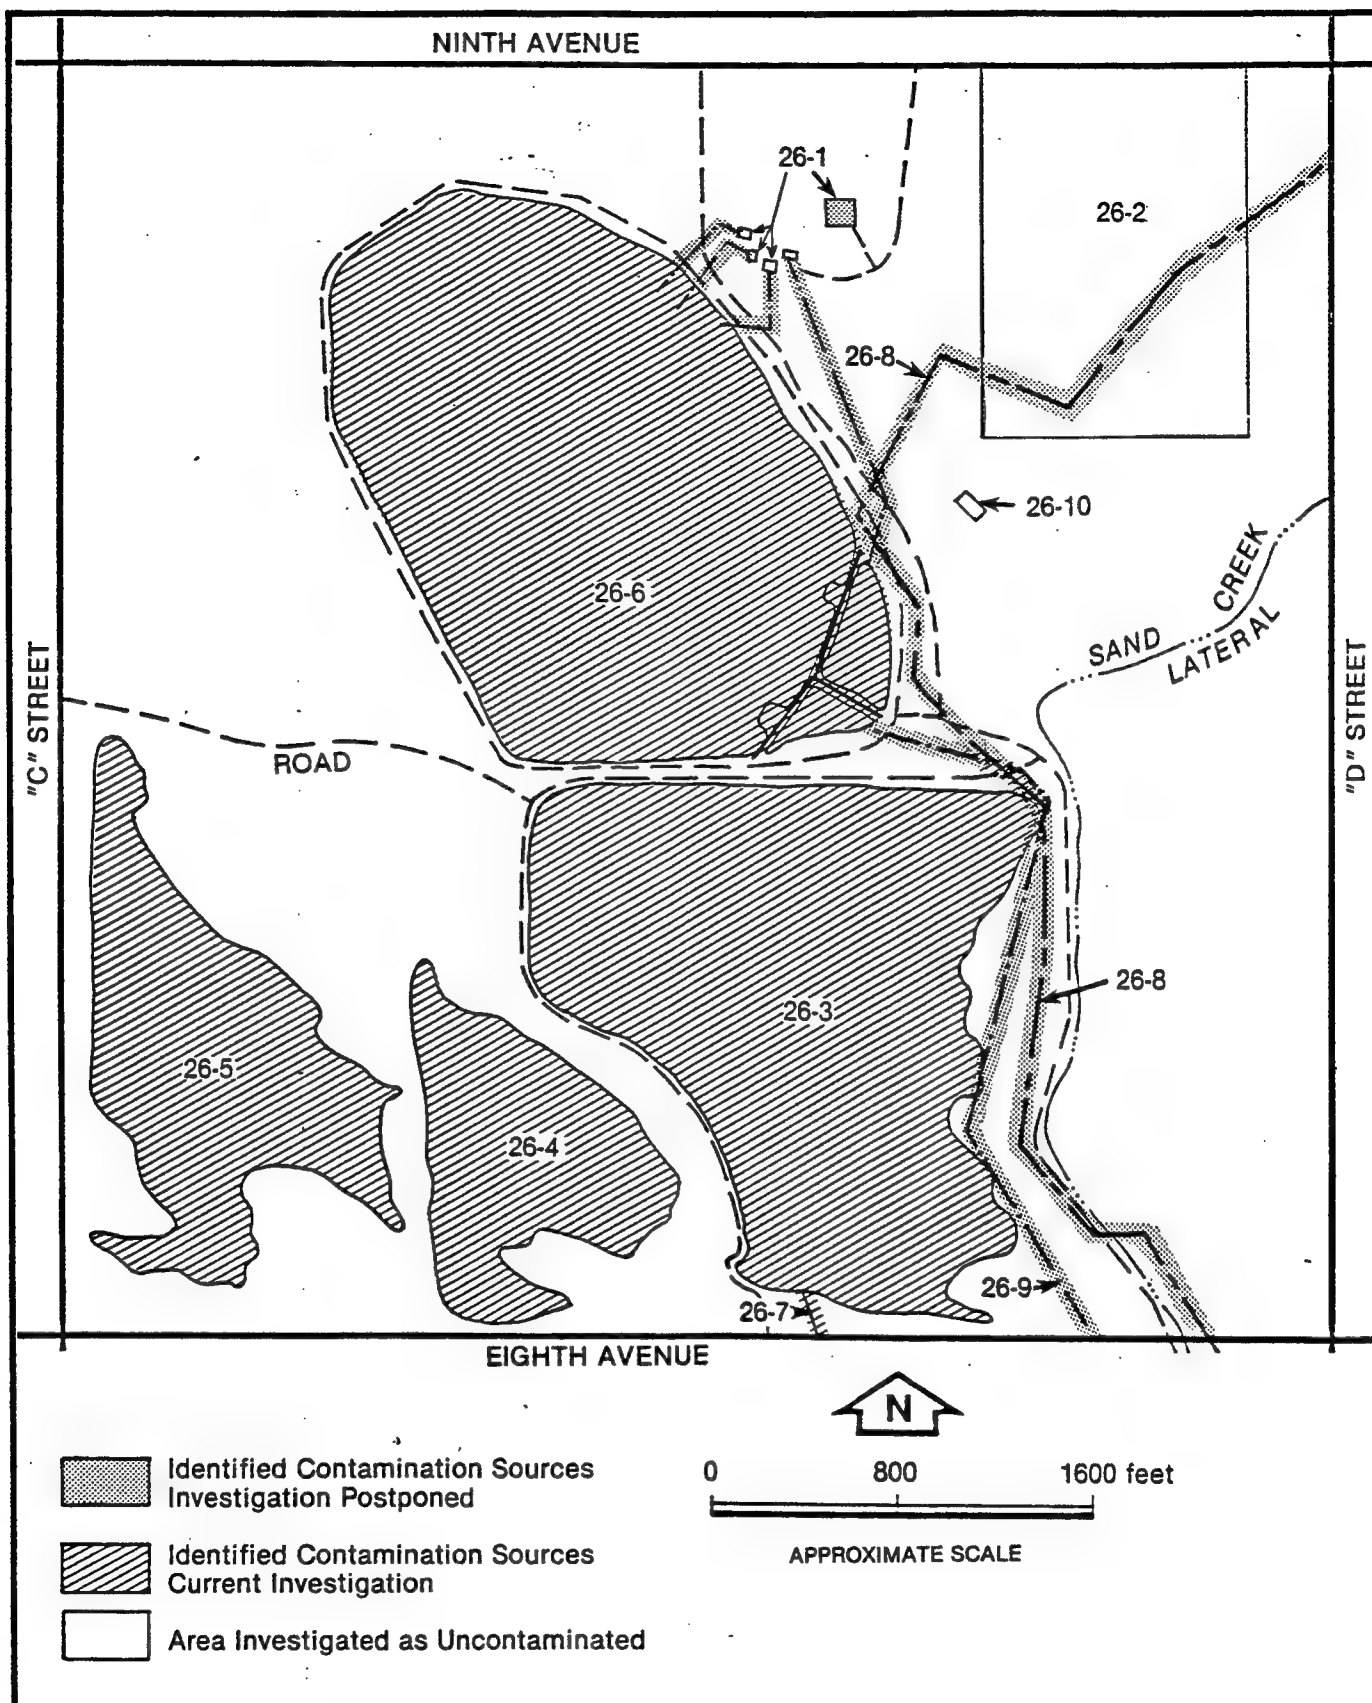 NINTH AVENUE
26-1
26-2
26-8
26-10
26-6
SAND CREEK
LATERAL
"C" STREET
"D" STREET
ROAD
26-8
26-3
26-5
26-4
26-9
26-7
EIGHTH AVENUE
N
Identified Contamination Sources
Investigation Postponed
0 800 1600 feet
APPROXIMATE SCALE
Identified Contamination Sources
Current Investigation
Area Investigated as Uncontaminated